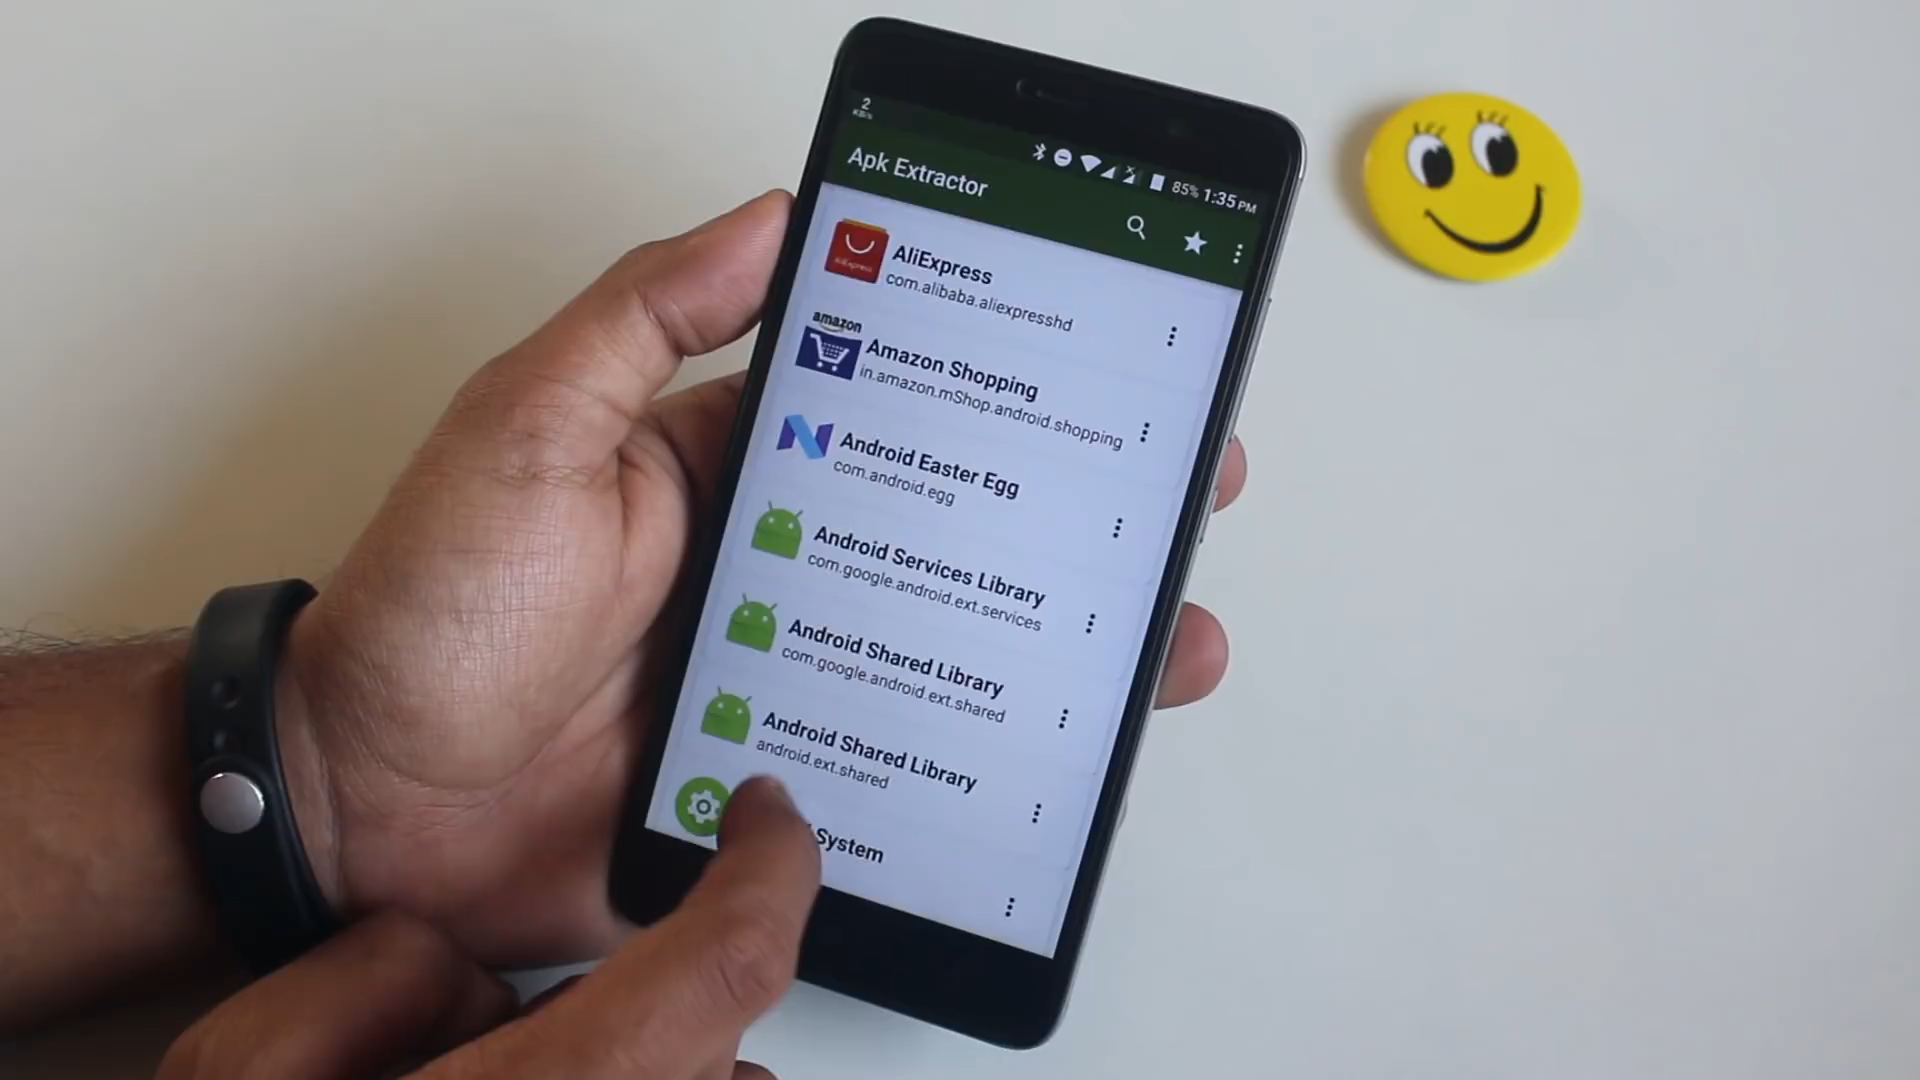 2
KB/s
85% 1:35 PM
Apk Extractor
AliExpress
AliExpress
com.alibaba.aliexpresshd
amazon
Amazon Shopping
in.amazon.mShop.android.shopping
Android Easter Egg
com.android.egg
Android Services Library
com.google.android.ext.services
Android Shared Library
com.google.android.ext.shared
Android Shared Library
android.ext.shared
System